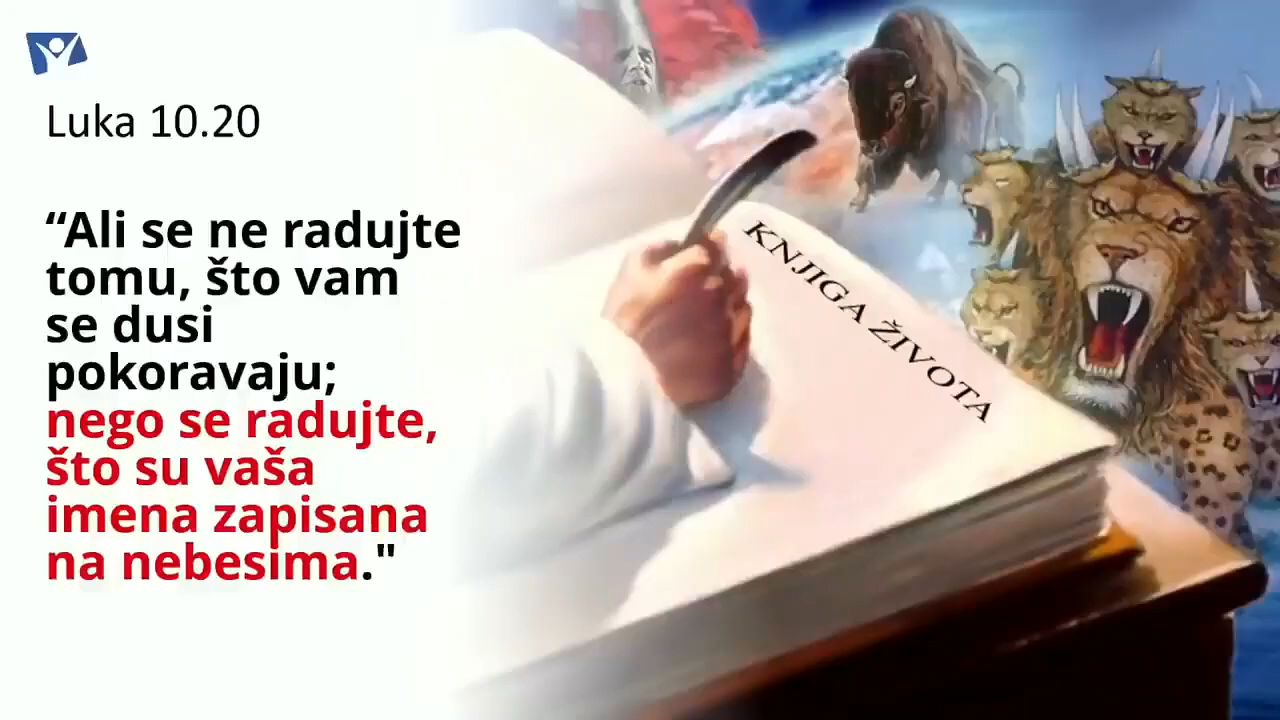 Luka 10.20
“Ali se ne radujte
tomu, što vam
se dusi
pokoravaju;
nego se radujte,
što su vaša
imena zapisana
na nebesima."
KNJIGA ŽIVOTA